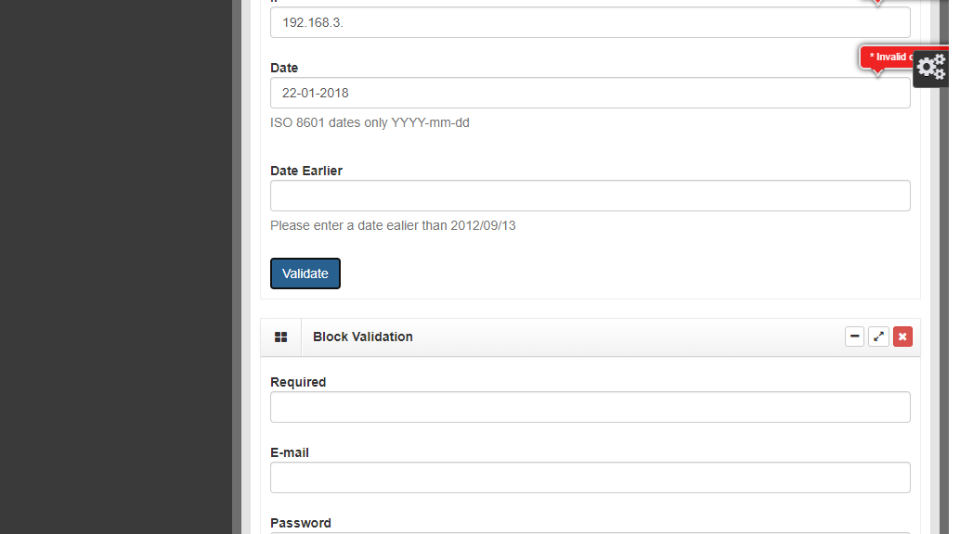 192.168.3.
* Invalid
Date
22-01-2018
ISO 8601 dates only YYYY-mm-dd
Date Earlier
Please enter a date ealier than 2012/09/13
Validate
Block Validation
Required
E-mail
Password